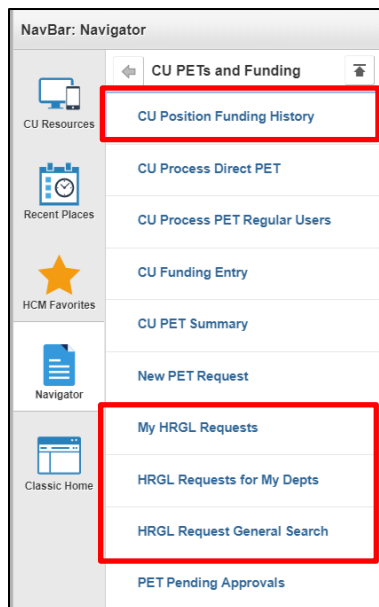 NavBar: Navigator
CU PETs and Funding
CU Resources
Recent Places
HCM Favorites
Navigator
Classic Home
CU Position Funding History
CU Process Direct PET
CU Process PET Regular Users
CU Funding Entry
CU PET Summary
New PET Request
My HRGL Requests
HRGL Requests for My Depts
HRGL Request General Search
PET Pending Approvals